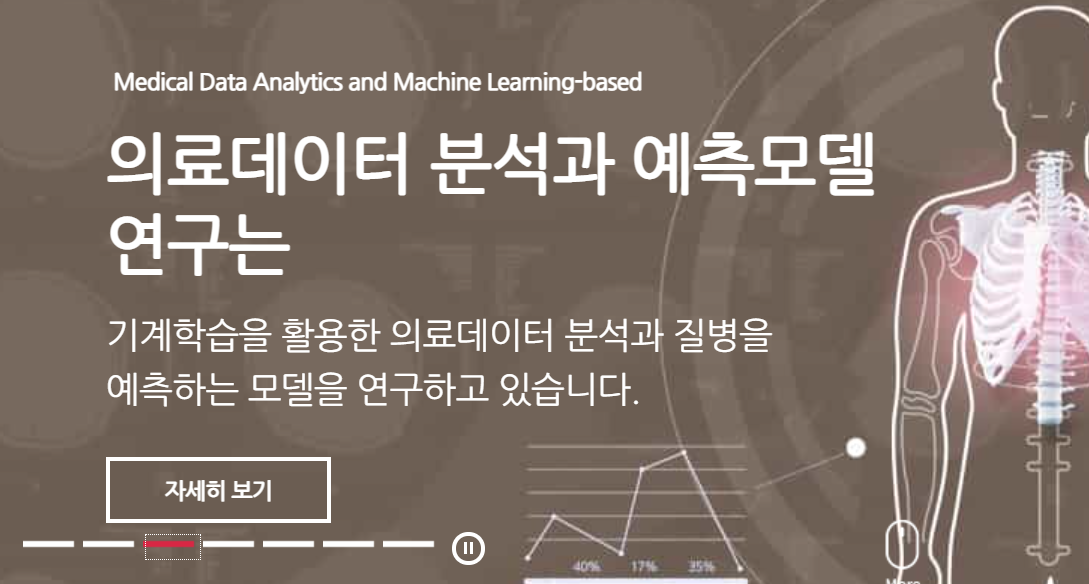 Medical Data Analytics and Machine Learning-based
의료데이터 분석과 예측모델
연구는
기계학습을 활용한 의료데이터 분석과 질병을
예측하는 모델을 연구하고 있습니다.
자세히 보기
40% 17% 35%
More